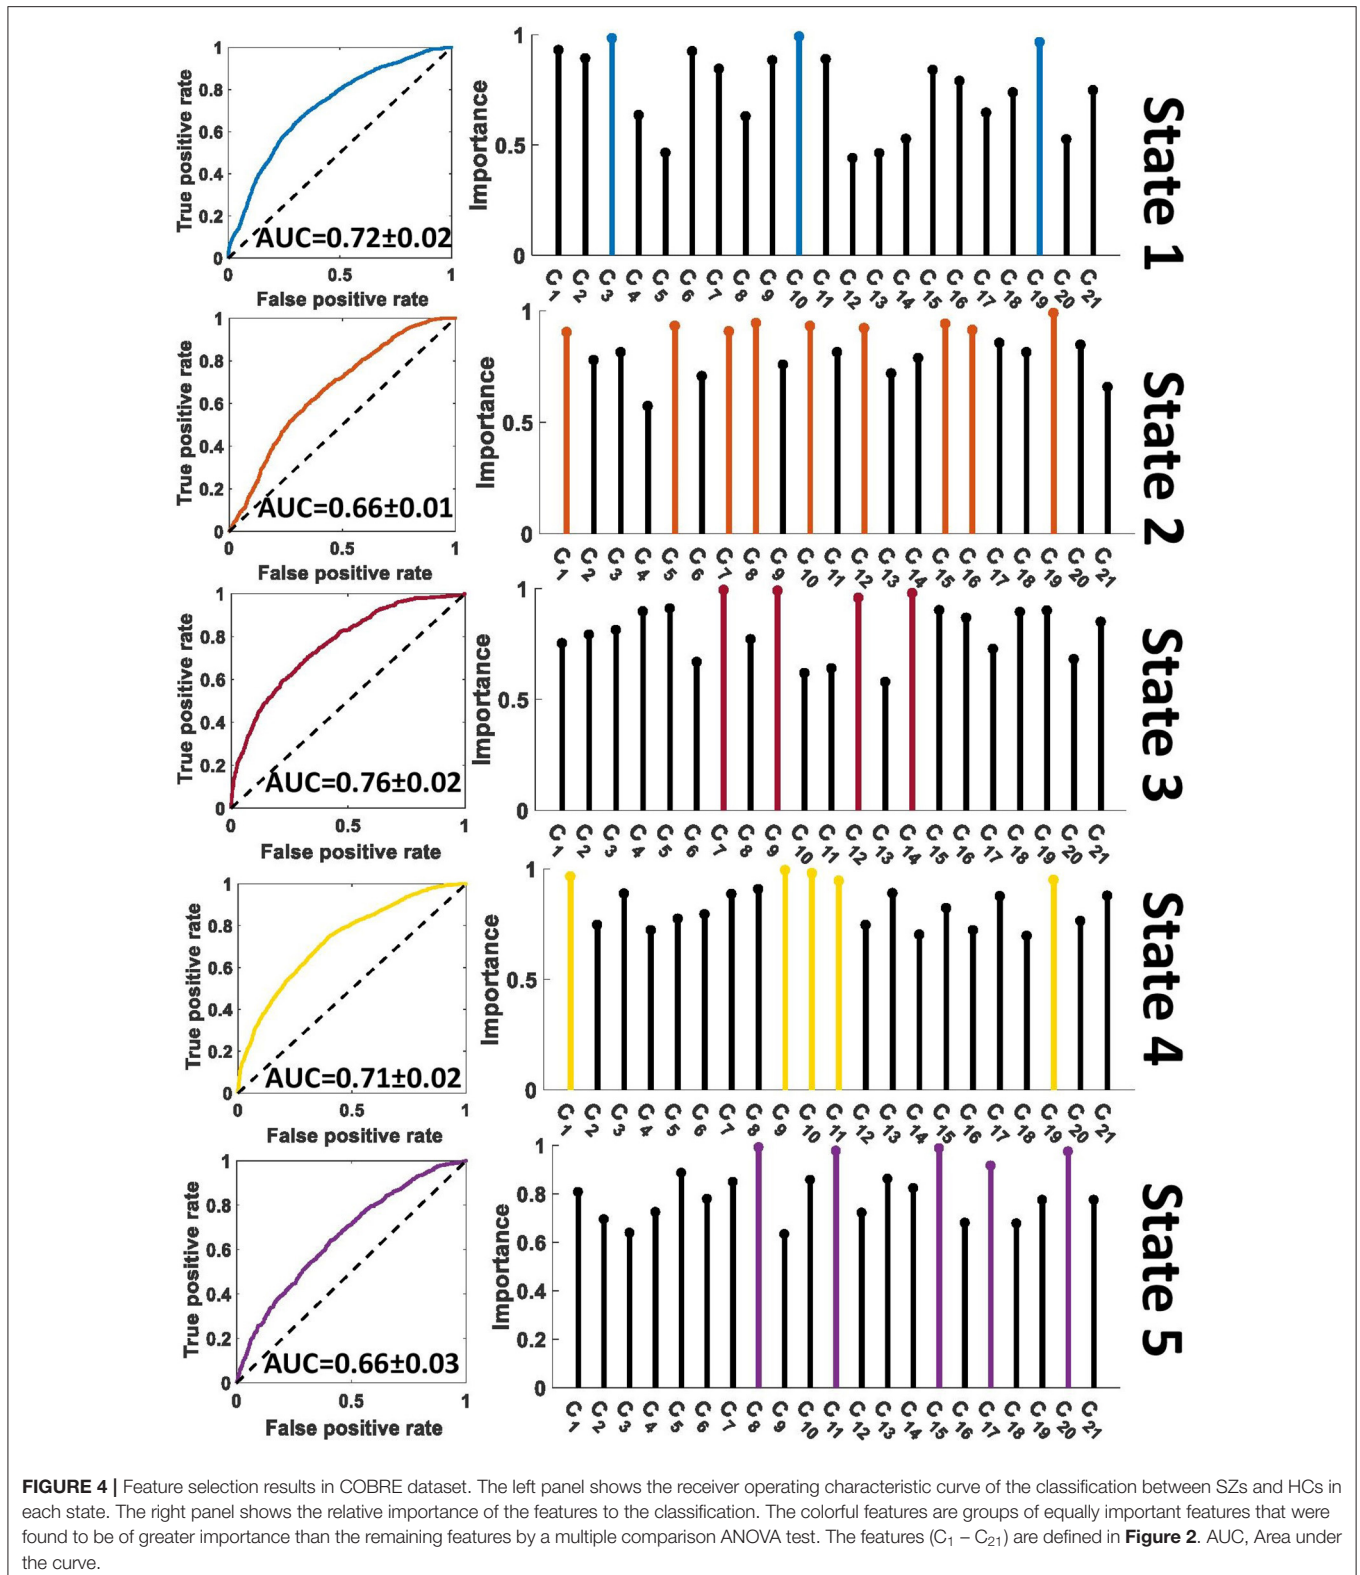 1
0.8
0.6
0.4
0.2
0
True positive rate
AUC=0.72±0.02
0 0.5 1
False positive rate
1
0.5
0
Importance
C1 C2 C3 C4 C5 C6 C7 C8 C9 C10 C11 C12 C13 C14 C15 C16 C17 C18 C19 C20 C21
State 1
1
0.8
0.6
0.4
0.2
0
True positive rate
AUC=0.66±0.01
0 0.5 1
False positive rate
1
0.5
0
Importance
C1 C2 C3 C4 C5 C6 C7 C8 C9 C10 C11 C12 C13 C14 C15 C16 C17 C18 C19 C20 C21
State 2
1
0.8
0.6
0.4
0.2
0
True positive rate
AUC=0.76±0.02
0 0.5 1
False positive rate
1
0.5
0
Importance
C1 C2 C3 C4 C5 C6 C7 C8 C9 C10 C11 C12 C13 C14 C15 C16 C17 C18 C19 C20 C21
State 3
1
0.8
0.6
0.4
0.2
0
True positive rate
AUC=0.71±0.02
0 0.5 1
False positive rate
1
0.5
0
Importance
C1 C2 C3 C4 C5 C6 C7 C8 C9 C10 C11 C12 C13 C14 C15 C16 C17 C18 C19 C20 C21
State 4
1
0.8
0.6
0.4
0.2
0
True positive rate
AUC=0.66±0.03
0 0.5 1
False positive rate
1
0.8
0.6
0.4
0.2
0
Importance
C1 C2 C3 C4 C5 C6 C7 C8 C9 C10 C11 C12 C13 C14 C15 C16 C17 C18 C19 C20 C21
State 5
FIGURE 4 | Feature selection results in COBRE dataset. The left panel shows the receiver operating characteristic curve of the classification between SZs and HCs in
each state. The right panel shows the relative importance of the features to the classification. The colorful features are groups of equally important features that were
found to be of greater importance than the remaining features by a multiple comparison ANOVA test. The features (C1 – C21) are defined in Figure 2. AUC, Area under
the curve.